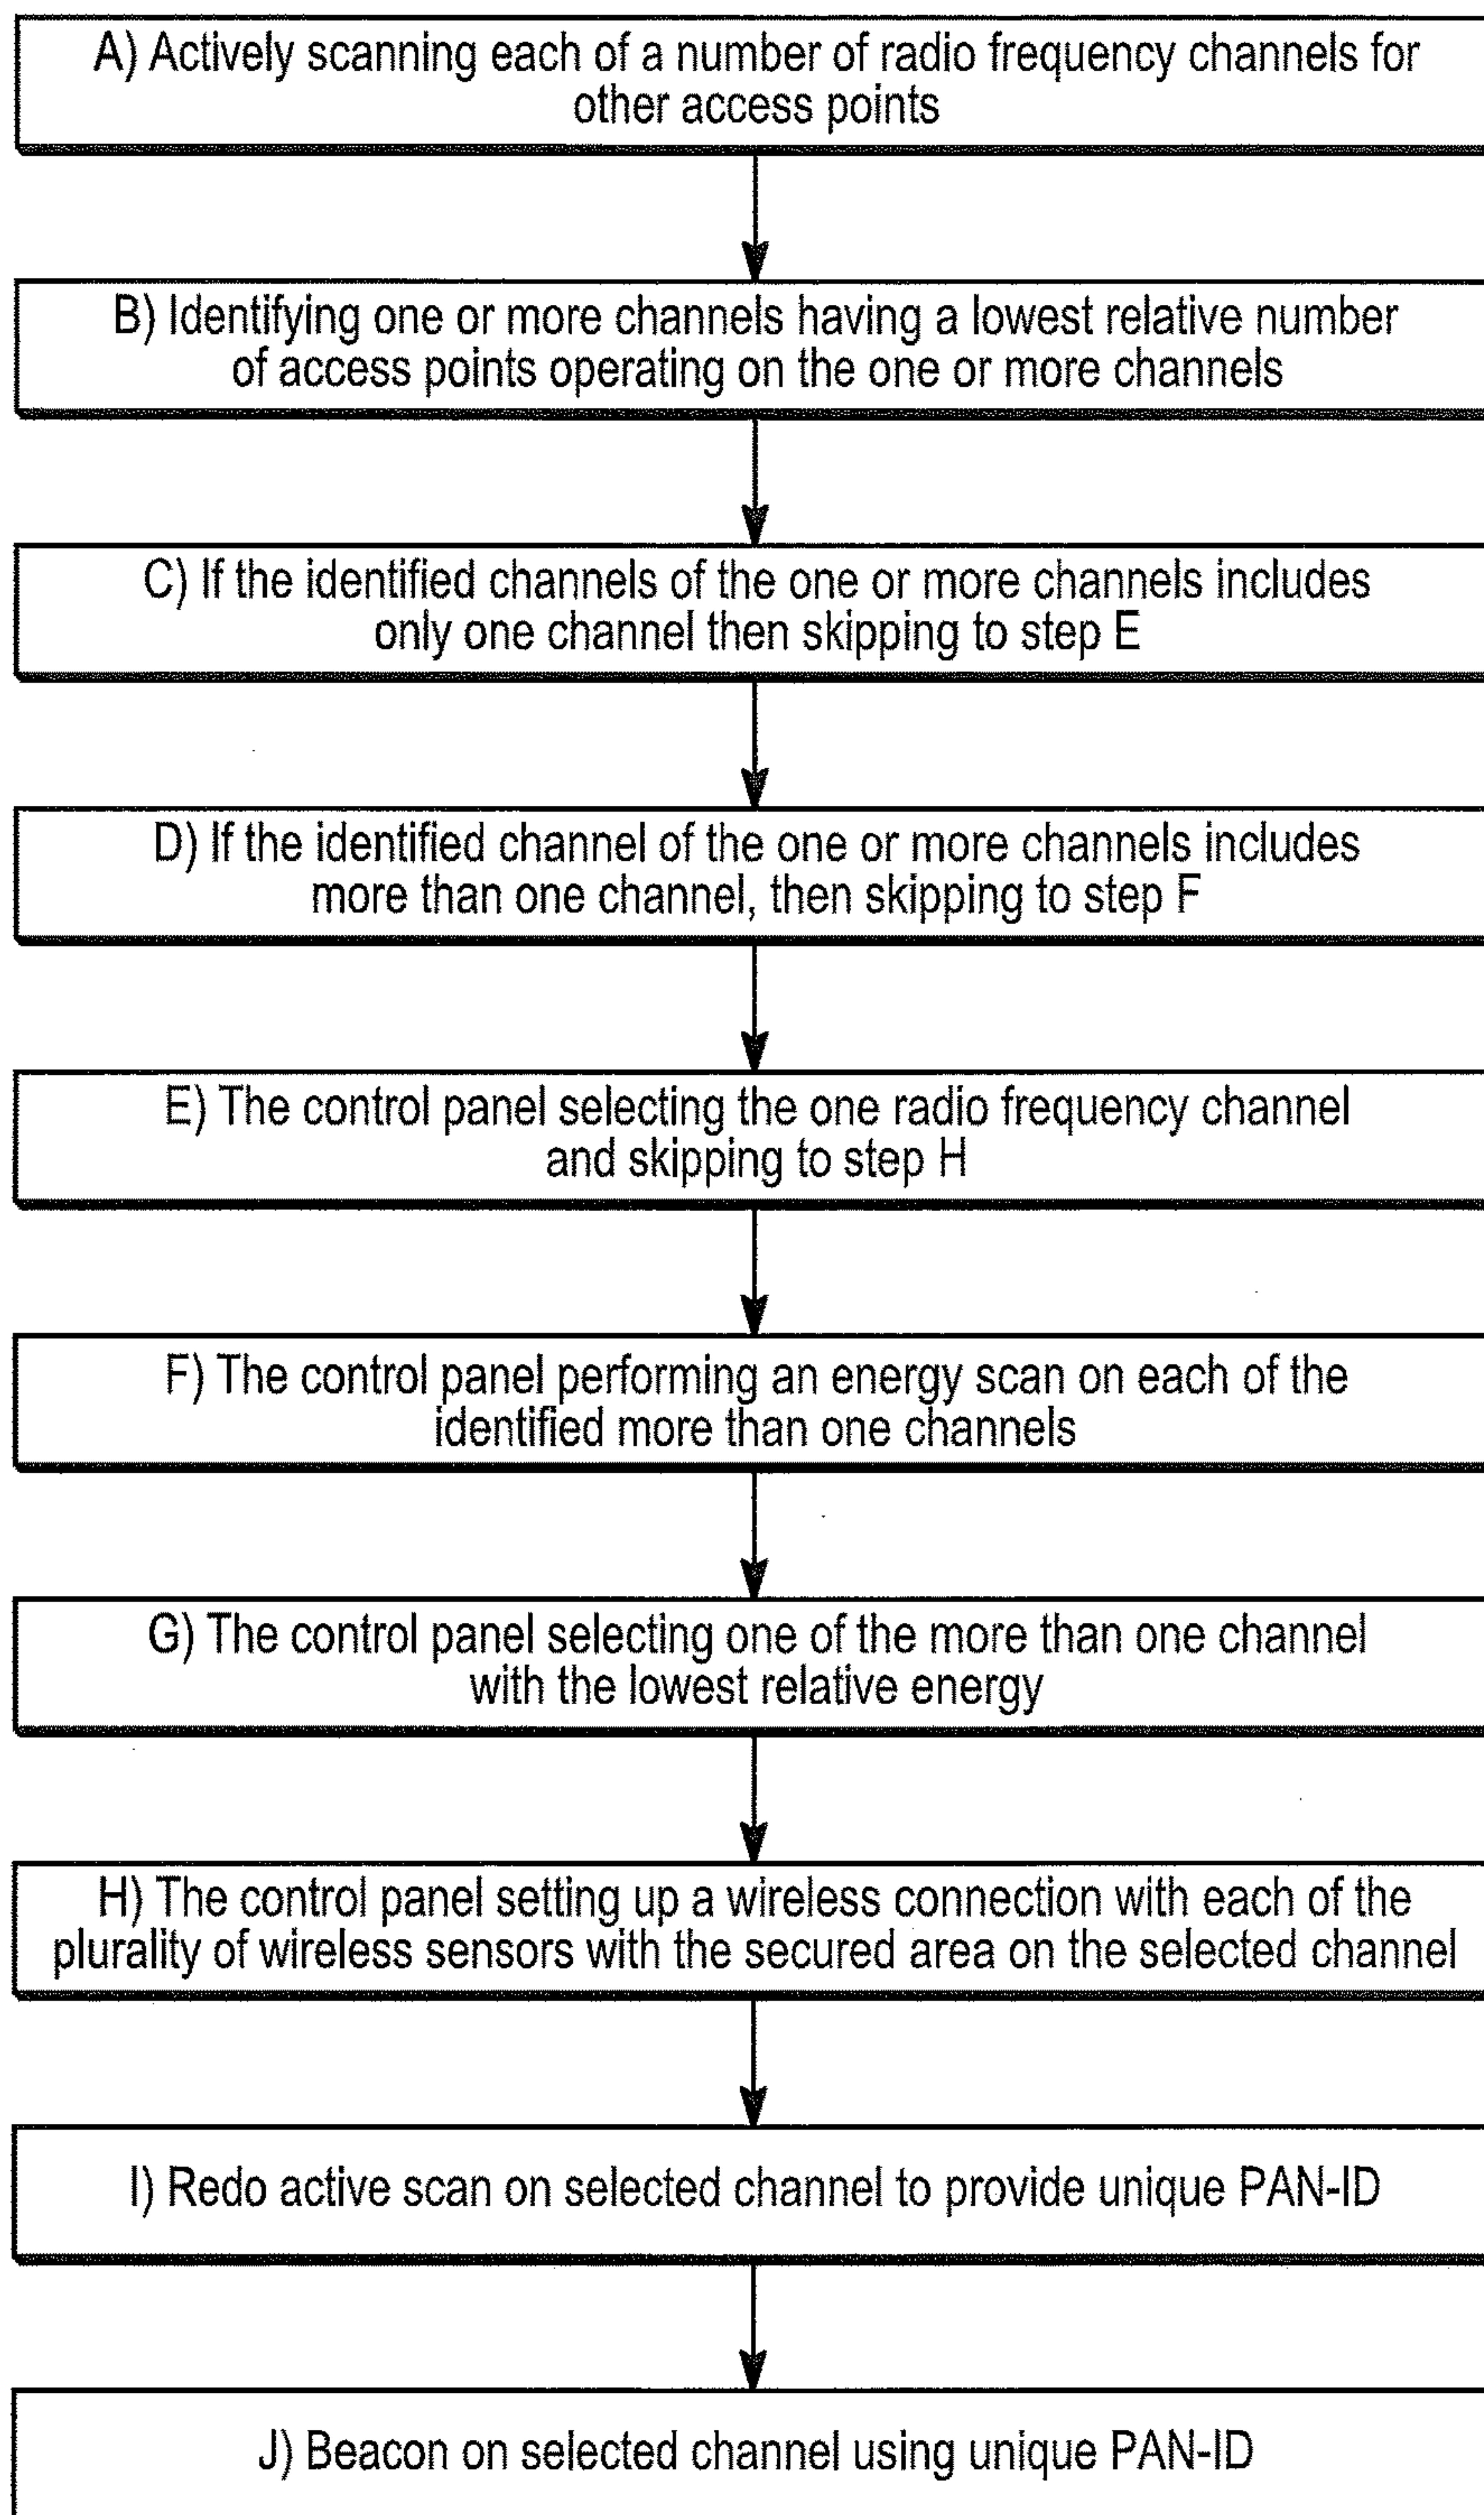 A) Actively scanning each of a number of radio frequency channels for
other access points
B) Identifying one or more channels having a lowest relative number
of access points operating on the one or more channels
C) If the identified channels of the one or more channels includes
only one channel then skipping to step E
D) If the identified channel of the one or more channels includes
more than one channel, then skipping to step F
E) The control panel selecting the one radio frequency channel
and skipping to step H
F) The control panel performing an energy scan on each of the
identified more than one channels
G) The control panel selecting one of the more than one channel
with the lowest relative energy
H) The control panel setting up a wireless connection with each of the
plurality of wireless sensors with the secured area on the selected channel
I) Redo active scan on selected channel to provide unique PAN-ID
J) Beacon on selected channel using unique PAN-ID